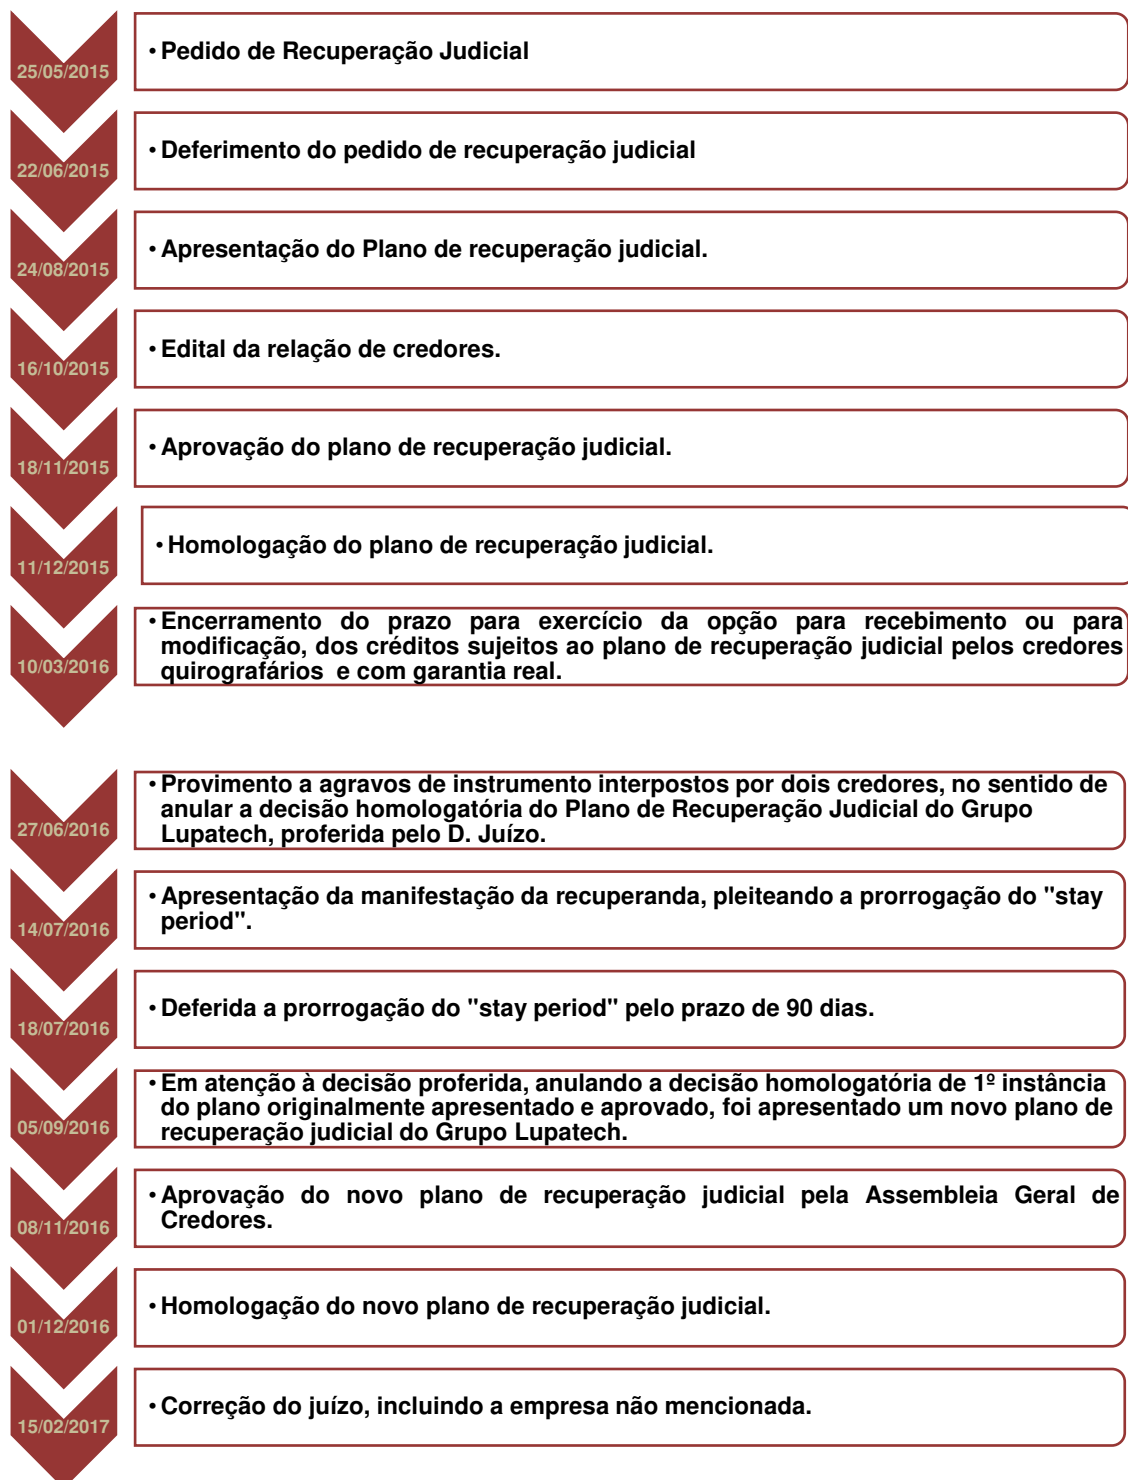 25/05/2015
• Pedido de Recuperação Judicial
22/06/2015
• Deferimento do pedido de recuperação judicial
24/08/2015
• Apresentação do Plano de recuperação judicial.
16/10/2015
• Edital da relação de credores.
18/11/2015
• Aprovação do plano de recuperação judicial.
11/12/2015
• Homologação do plano de recuperação judicial.
10/03/2016
• Encerramento do prazo para exercício da opção para recebimento ou para
modificação, dos créditos sujeitos ao plano de recuperação judicial pelos credores
quirografários e com garantia real.
27/06/2016
• Provimento a agravos de instrumento interpostos por dois credores, no sentido de
anular a decisão homologatória do Plano de Recuperação Judicial do Grupo
Lupatech, proferida pelo D. Juízo.
14/07/2016
• Apresentação da manifestação da recuperanda, pleiteando a prorrogação do "stay
period".
18/07/2016
• Deferida a prorrogação do "stay period" pelo prazo de 90 dias.
05/09/2016
• Em atenção à decisão proferida, anulando a decisão homologatória de 1º instância
do plano originalmente apresentado e aprovado, foi apresentado um novo plano de
recuperação judicial do Grupo Lupatech.
08/11/2016
• Aprovação do novo plano de recuperação judicial pela Assembleia Geral de
Credores.
01/12/2016
• Homologação do novo plano de recuperação judicial.
15/02/2017
• Correção do juízo, incluindo a empresa não mencionada.